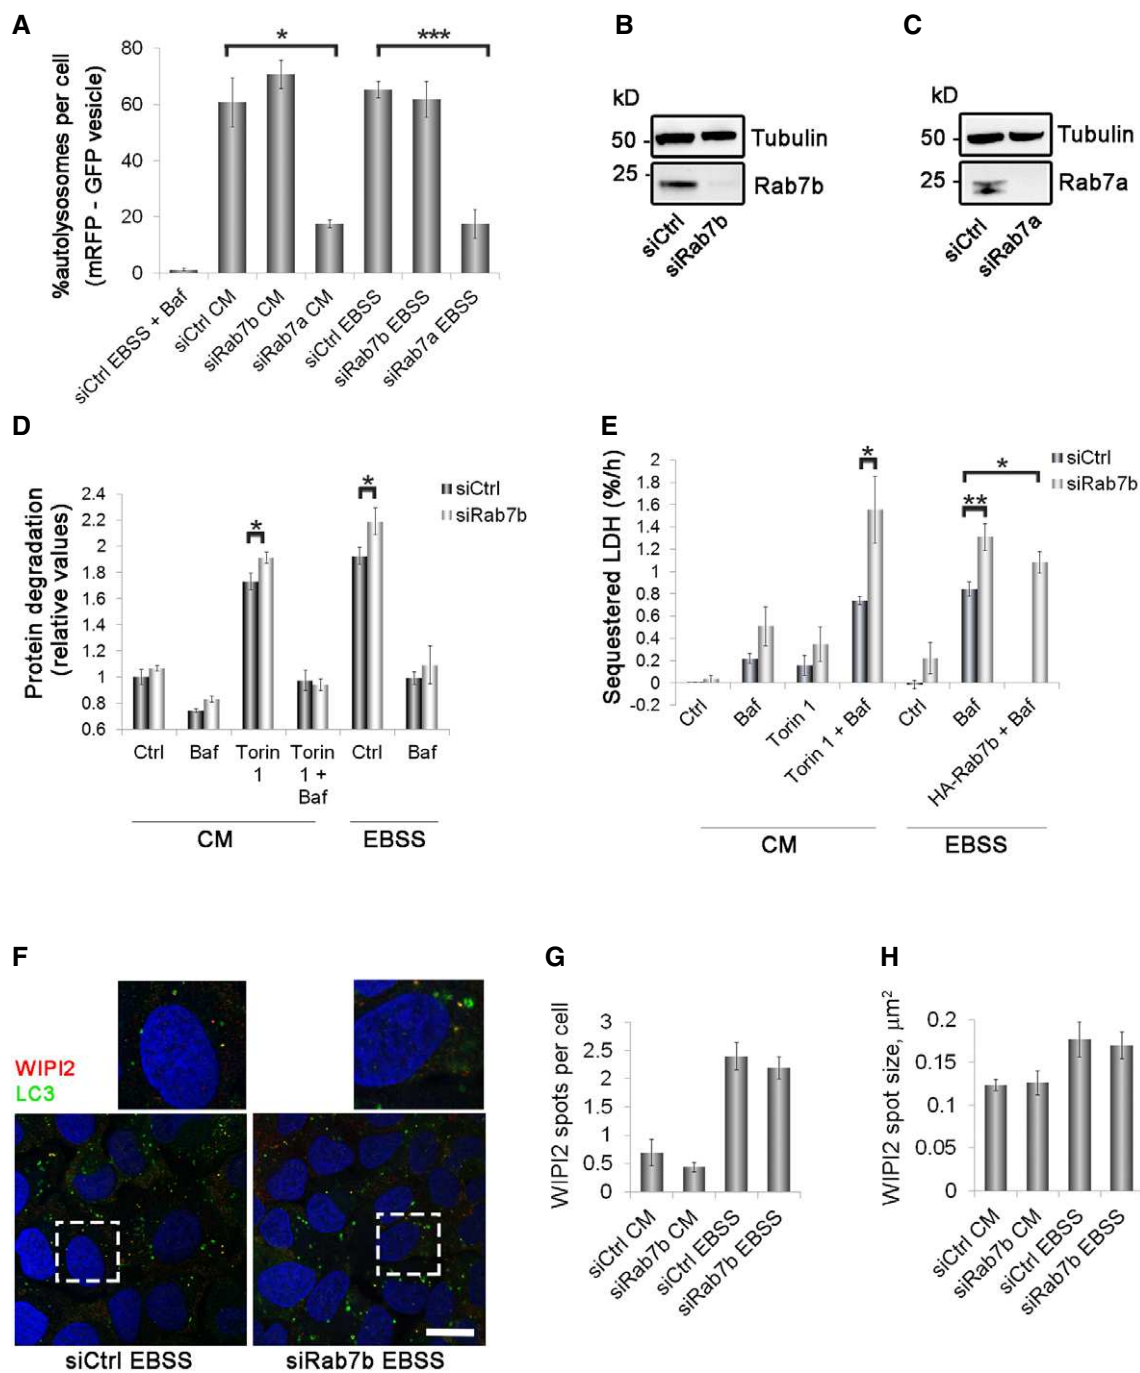 A
%autolysosomes per cell
(mRFP - GFP vesicle)
80
60
40
20
0
*
***
siCtrl EBSS + Baf
siCtrl CM
siRab7b CM
siRab7a CM
siCtrl EBSS
siRab7b EBSS
siRab7a EBSS
B
kD
50 -
25 -
Tubulin
Rab7b
siCtrl
siRab7b
C
kD
50 -
25 -
Tubulin
Rab7a
siCtrl
siRab7a
D
Protein degradation
(relative values)
2.4
2.2
2
1.8
1.6
1.4
1.2
1
0.8
0.6
*
*
siCtrl
siRab7b
Ctrl
Baf
Torin
1
Torin
1 +
Baf
Ctrl
Baf
CM
EBSS
E
Sequestered LDH (%/h)
2
1.8
1.6
1.4
1.2
1
0.8
0.6
0.4
0.2
0
-0.2
*
**
*
siCtrl
siRab7b
Ctrl
Baf
Torin 1
Torin 1 + Baf
Ctrl
Baf
HA-Rab7b + Baf
CM
EBSS
F
WIPI2
LC3
siCtrl EBSS
siRab7b EBSS
G
WIPI2 spots per cell
3
2.5
2
1.5
1
0.5
0
siCtrl CM
siRab7b CM
siCtrl EBSS
siRab7b EBSS
H
WIPI2 spot size, μm²
0.2
0.15
0.1
0.05
0
siCtrl CM
siRab7b CM
siCtrl EBSS
siRab7b EBSS